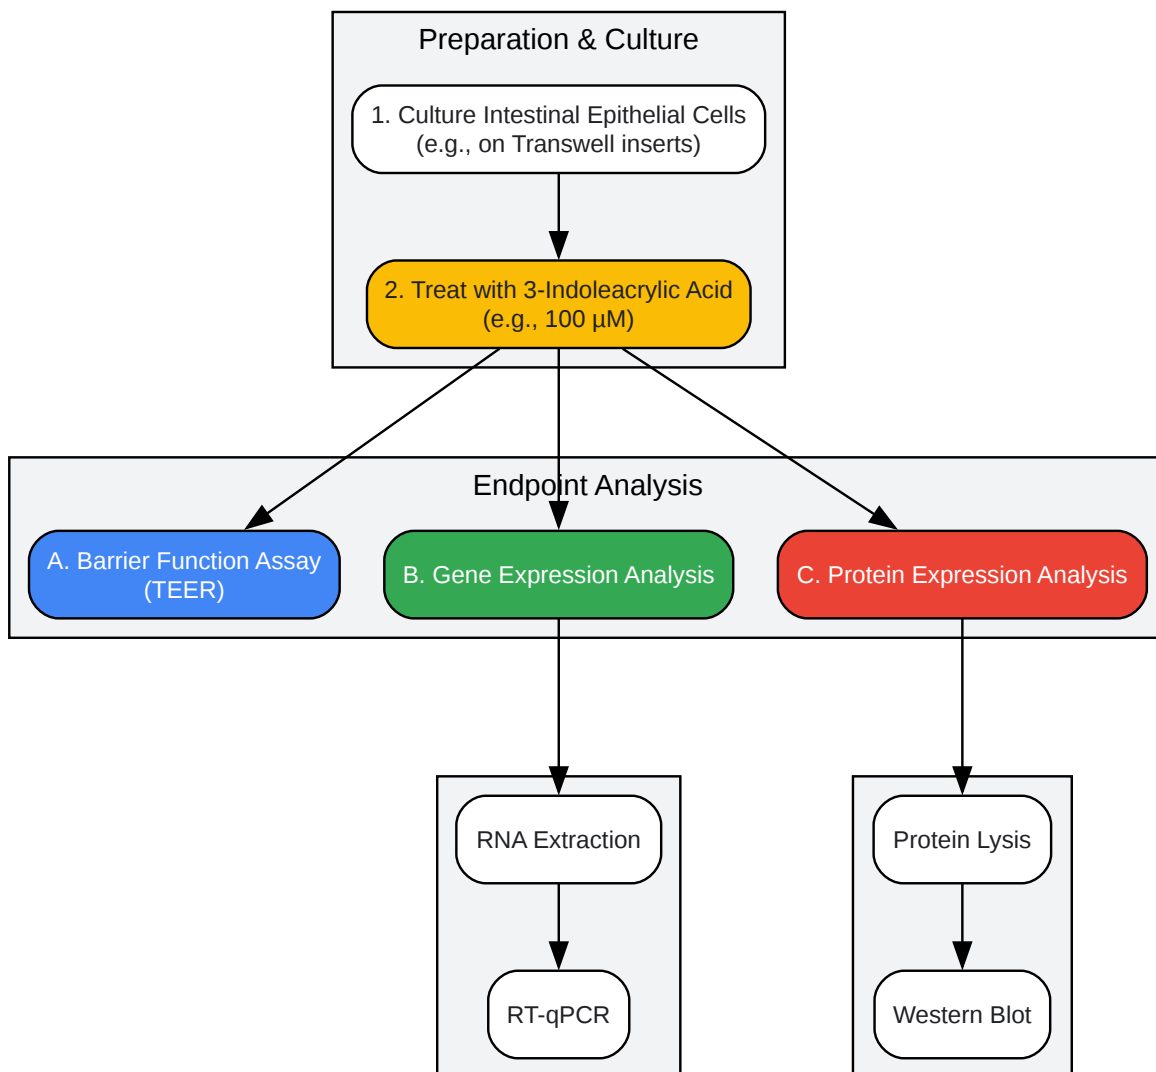 Preparation & Culture
1. Culture Intestinal Epithelial Cells
(e.g., on Transwell inserts)
2. Treat with 3-Indoleacrylic Acid
(e.g., 100 µM)
Endpoint Analysis
A. Barrier Function Assay
(TEER)
B. Gene Expression Analysis
C. Protein Expression Analysis
RNA Extraction
Protein Lysis
RT-qPCR
Western Blot